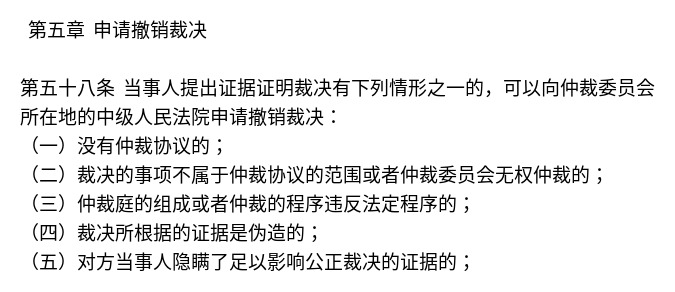 第五章 申请撤销裁决
第五十八条 当事人提出证据证明裁决有下列情形之一的，可以向仲裁委员会
所在地的中级人民法院申请撤销裁决：
（一）没有仲裁协议的；
（二）裁决的事项不属于仲裁协议的范围或者仲裁委员会无权仲裁的；
（三）仲裁庭的组成或者仲裁的程序违反法定程序的；
（四）裁决所根据的证据是伪造的；
（五）对方当事人隐瞒了足以影响公正裁决的证据的；